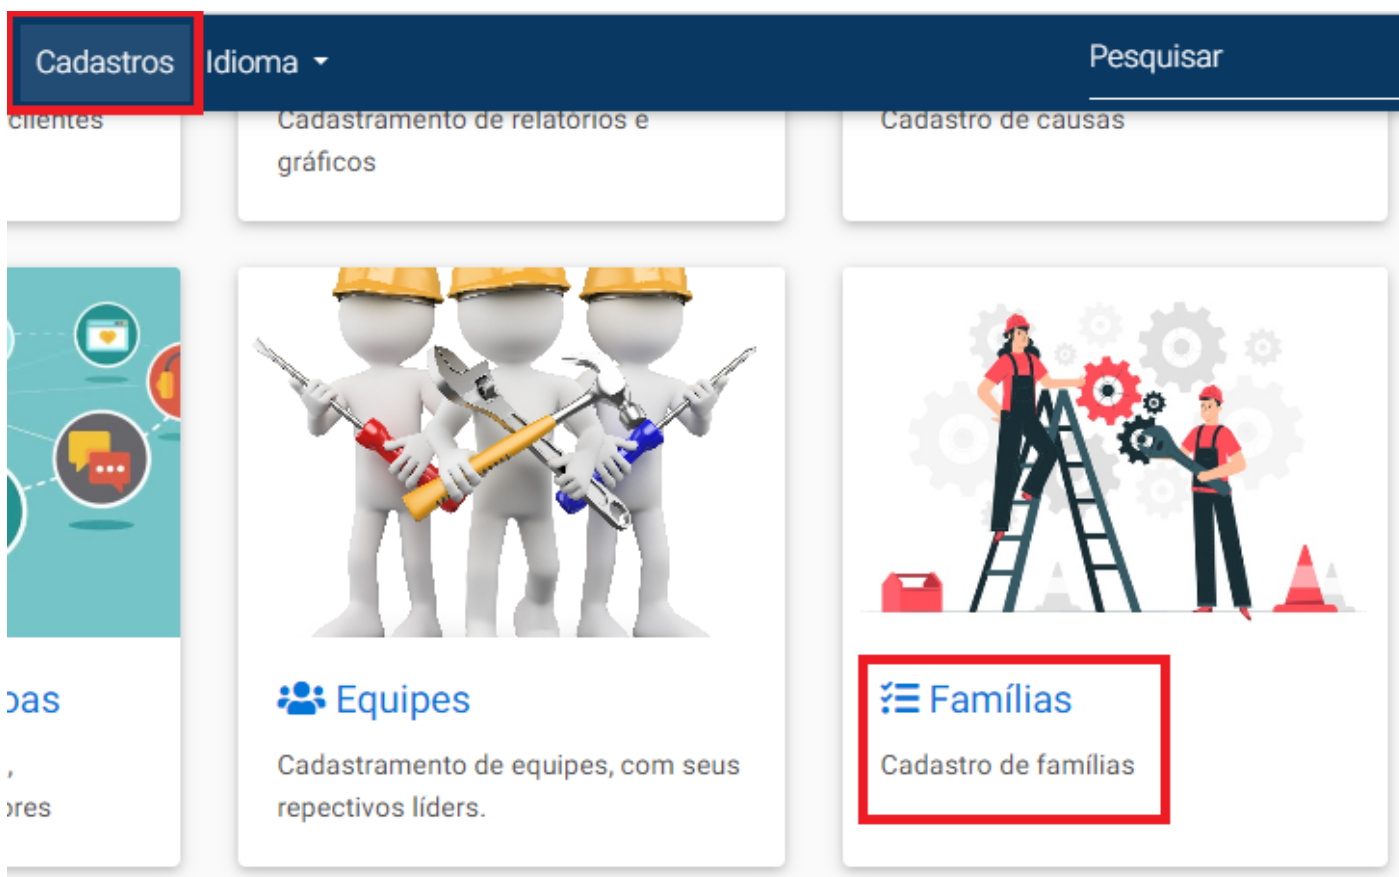 Cadastros
Idioma
Pesquisar
clientes
Cadastramento de relatórios e
gráficos
Cadastro de causas
Equipes
Cadastramento de equipes, com seus
repectivos líders.
Famílias
Cadastro de famílias